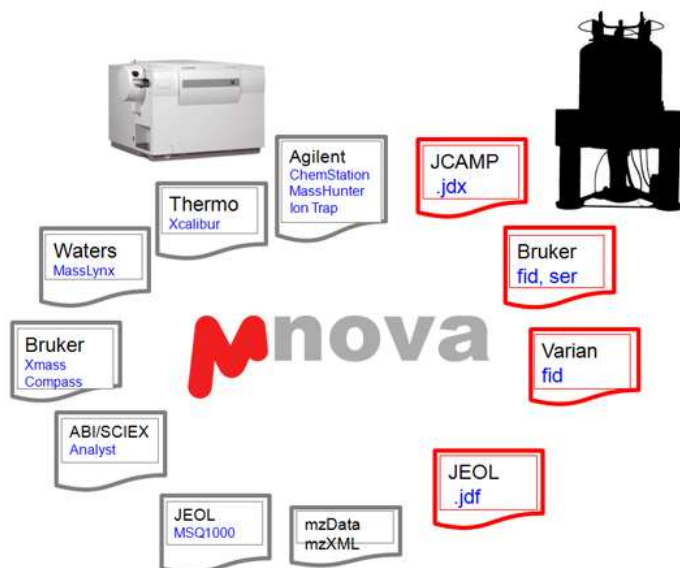 Agilent
ChemStation
MassHunter
Ion Trap
JCAMP
.jdx
Thermo
Xcalibur
Waters
MassLynx
Bruker
fid, ser
Bruker
Xmass
Compass
Mnova
Varian
fid
ABI/SCIEX
Analyst
JEOL
.jdf
JEOL
MSQ1000
mzData
mzXML